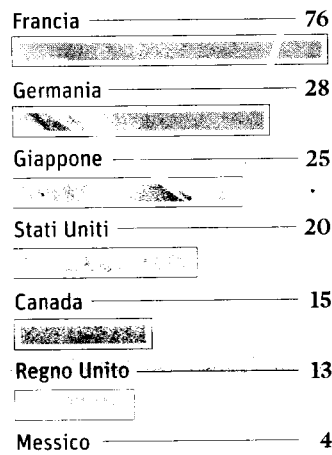 Francia 76
Germania 28
Giappone 25
Stati Uniti 20
Canada 15
Regno Unito 13
Messico 4